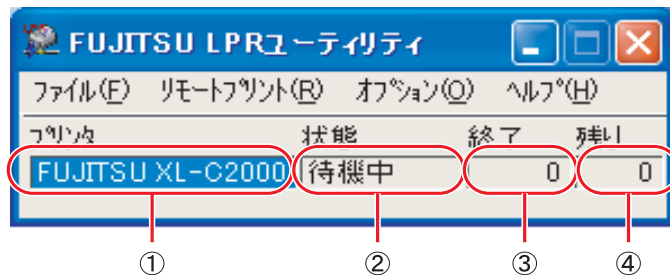 FUJITSU LPRユーティリティ
ファイル(F) リモートプリント(R) オプション(O) ヘルプ(H)
プリンタ 状態 終了 残り
FUJITSU XL-C2000 待機中 0 0
① ② ③ ④